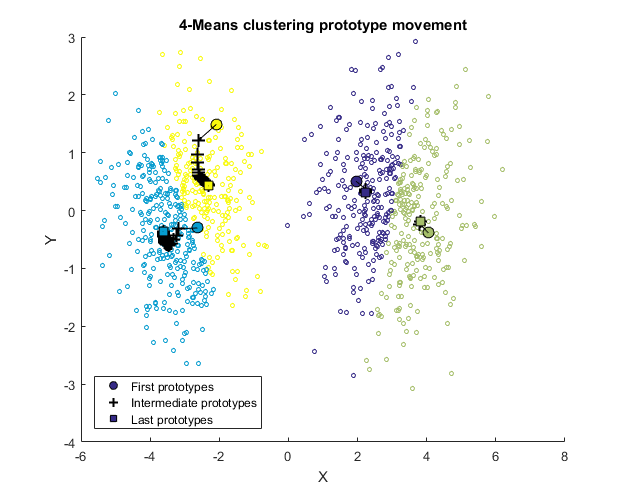 4-Means clustering prototype movement
3
2
1
0
-1
-2
-3
-4
Y
First prototypes
Intermediate prototypes
Last prototypes
-6 -4 -2 0 2 4 6 8
X